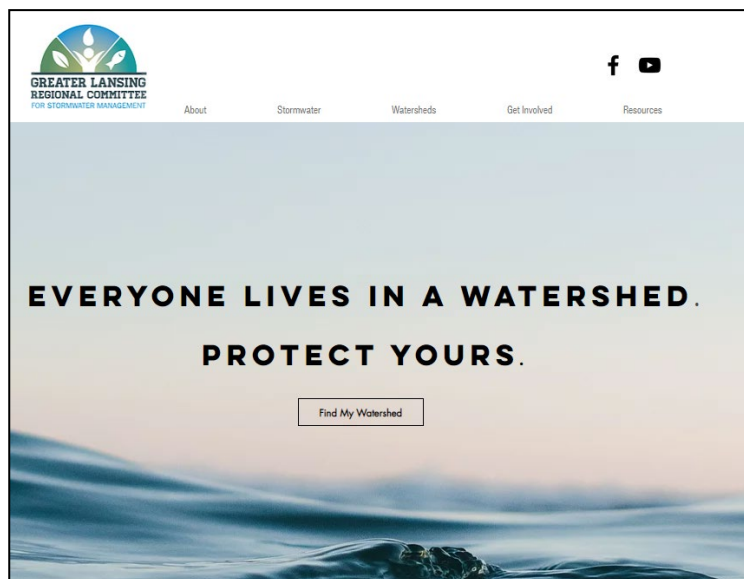 GREATER LANSING
REGIONAL COMMITTEE
FOR STORMWATER MANAGEMENT
About
Stormwater
Watersheds
Get Involved
Resources
EVERYONE LIVES IN A WATERSHED.
PROTECT YOURS.
Find My Watershed